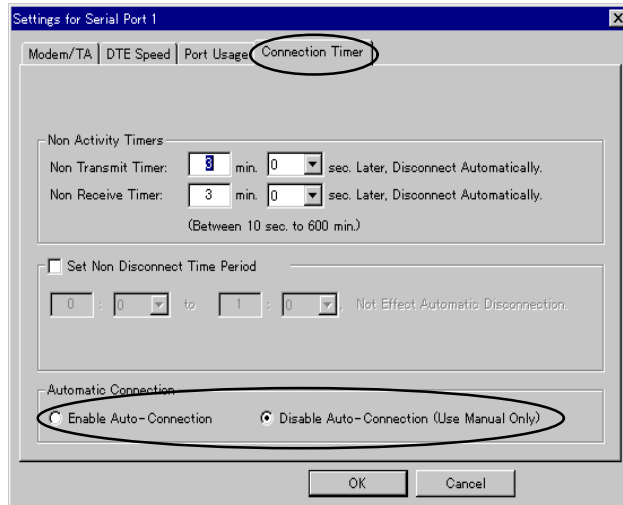 Settings for Serial Port 1
Modem/TA DTE Speed Port Usage Connection Timer
Non Activity Timers
Non Transmit Timer: 3 min. 0 sec. Later, Disconnect Automatically.
Non Receive Timer: 3 min. 0 sec. Later, Disconnect Automatically.
(Between 10 sec. to 600 min.)
Set Non Disconnect Time Period
0 : 0 to 1 : 0 . Not Effect Automatic Disconnection.
Automatic Connection
Enable Auto-Connection Disable Auto-Connection (Use Manual Only)
OK Cancel